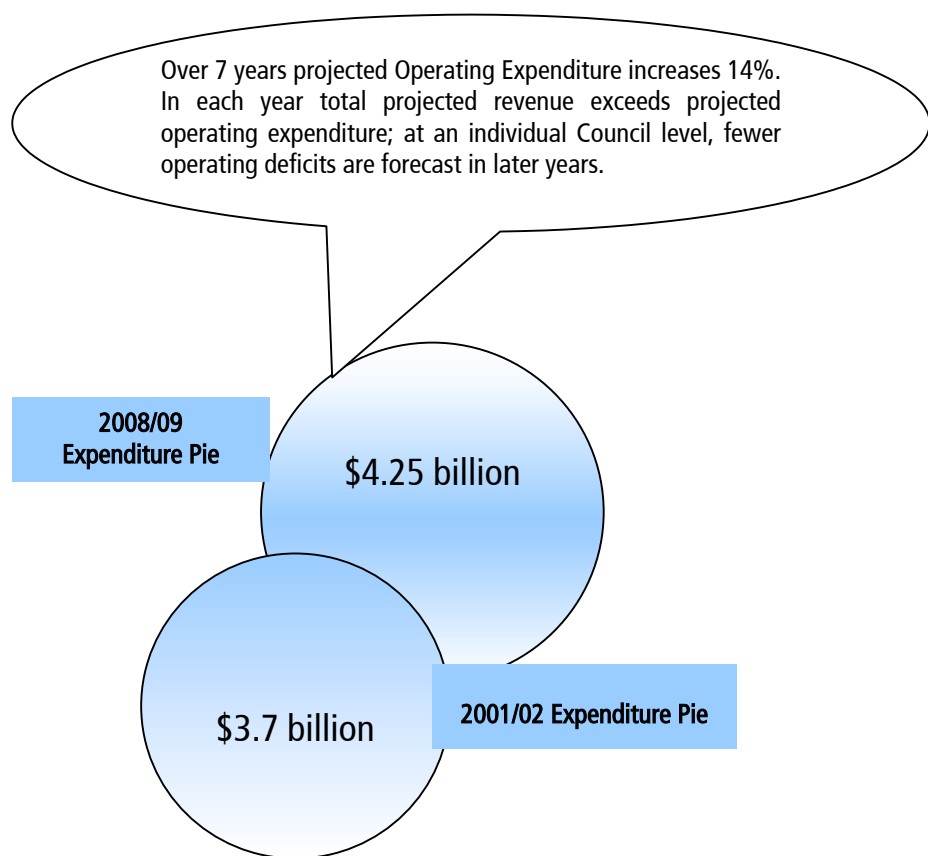 Over 7 years projected Operating Expenditure increases 14%.
In each year total projected revenue exceeds projected
operating expenditure; at an individual Council level, fewer
operating deficits are forecast in later years.
2008/09
Expenditure Pie
$4.25 billion
$3.7 billion
2001/02 Expenditure Pie